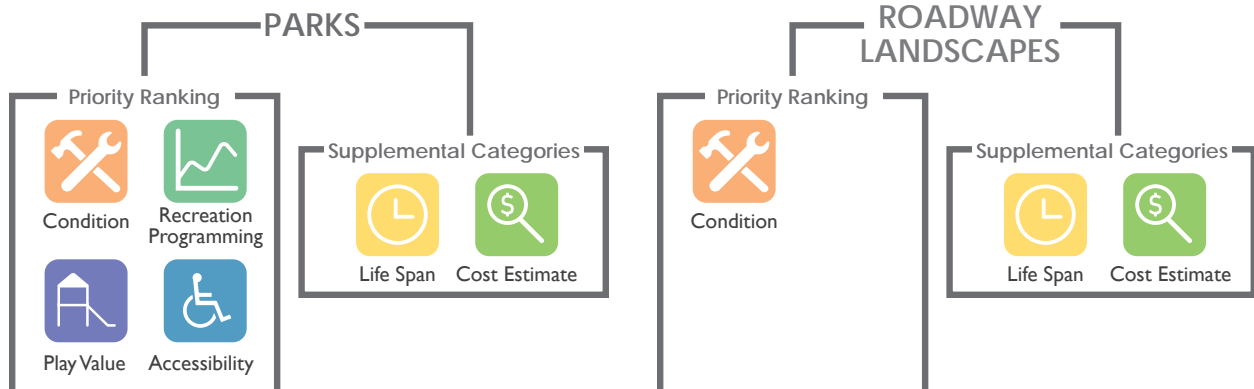 PARKS
Priority Ranking
Condition
Recreation
Programming
Play Value
Accessibility
Supplemental Categories
$
Life Span
Cost Estimate
ROADWAY
LANDSCAPES
Priority Ranking
Condition
Supplemental Categories
$
Life Span
Cost Estimate